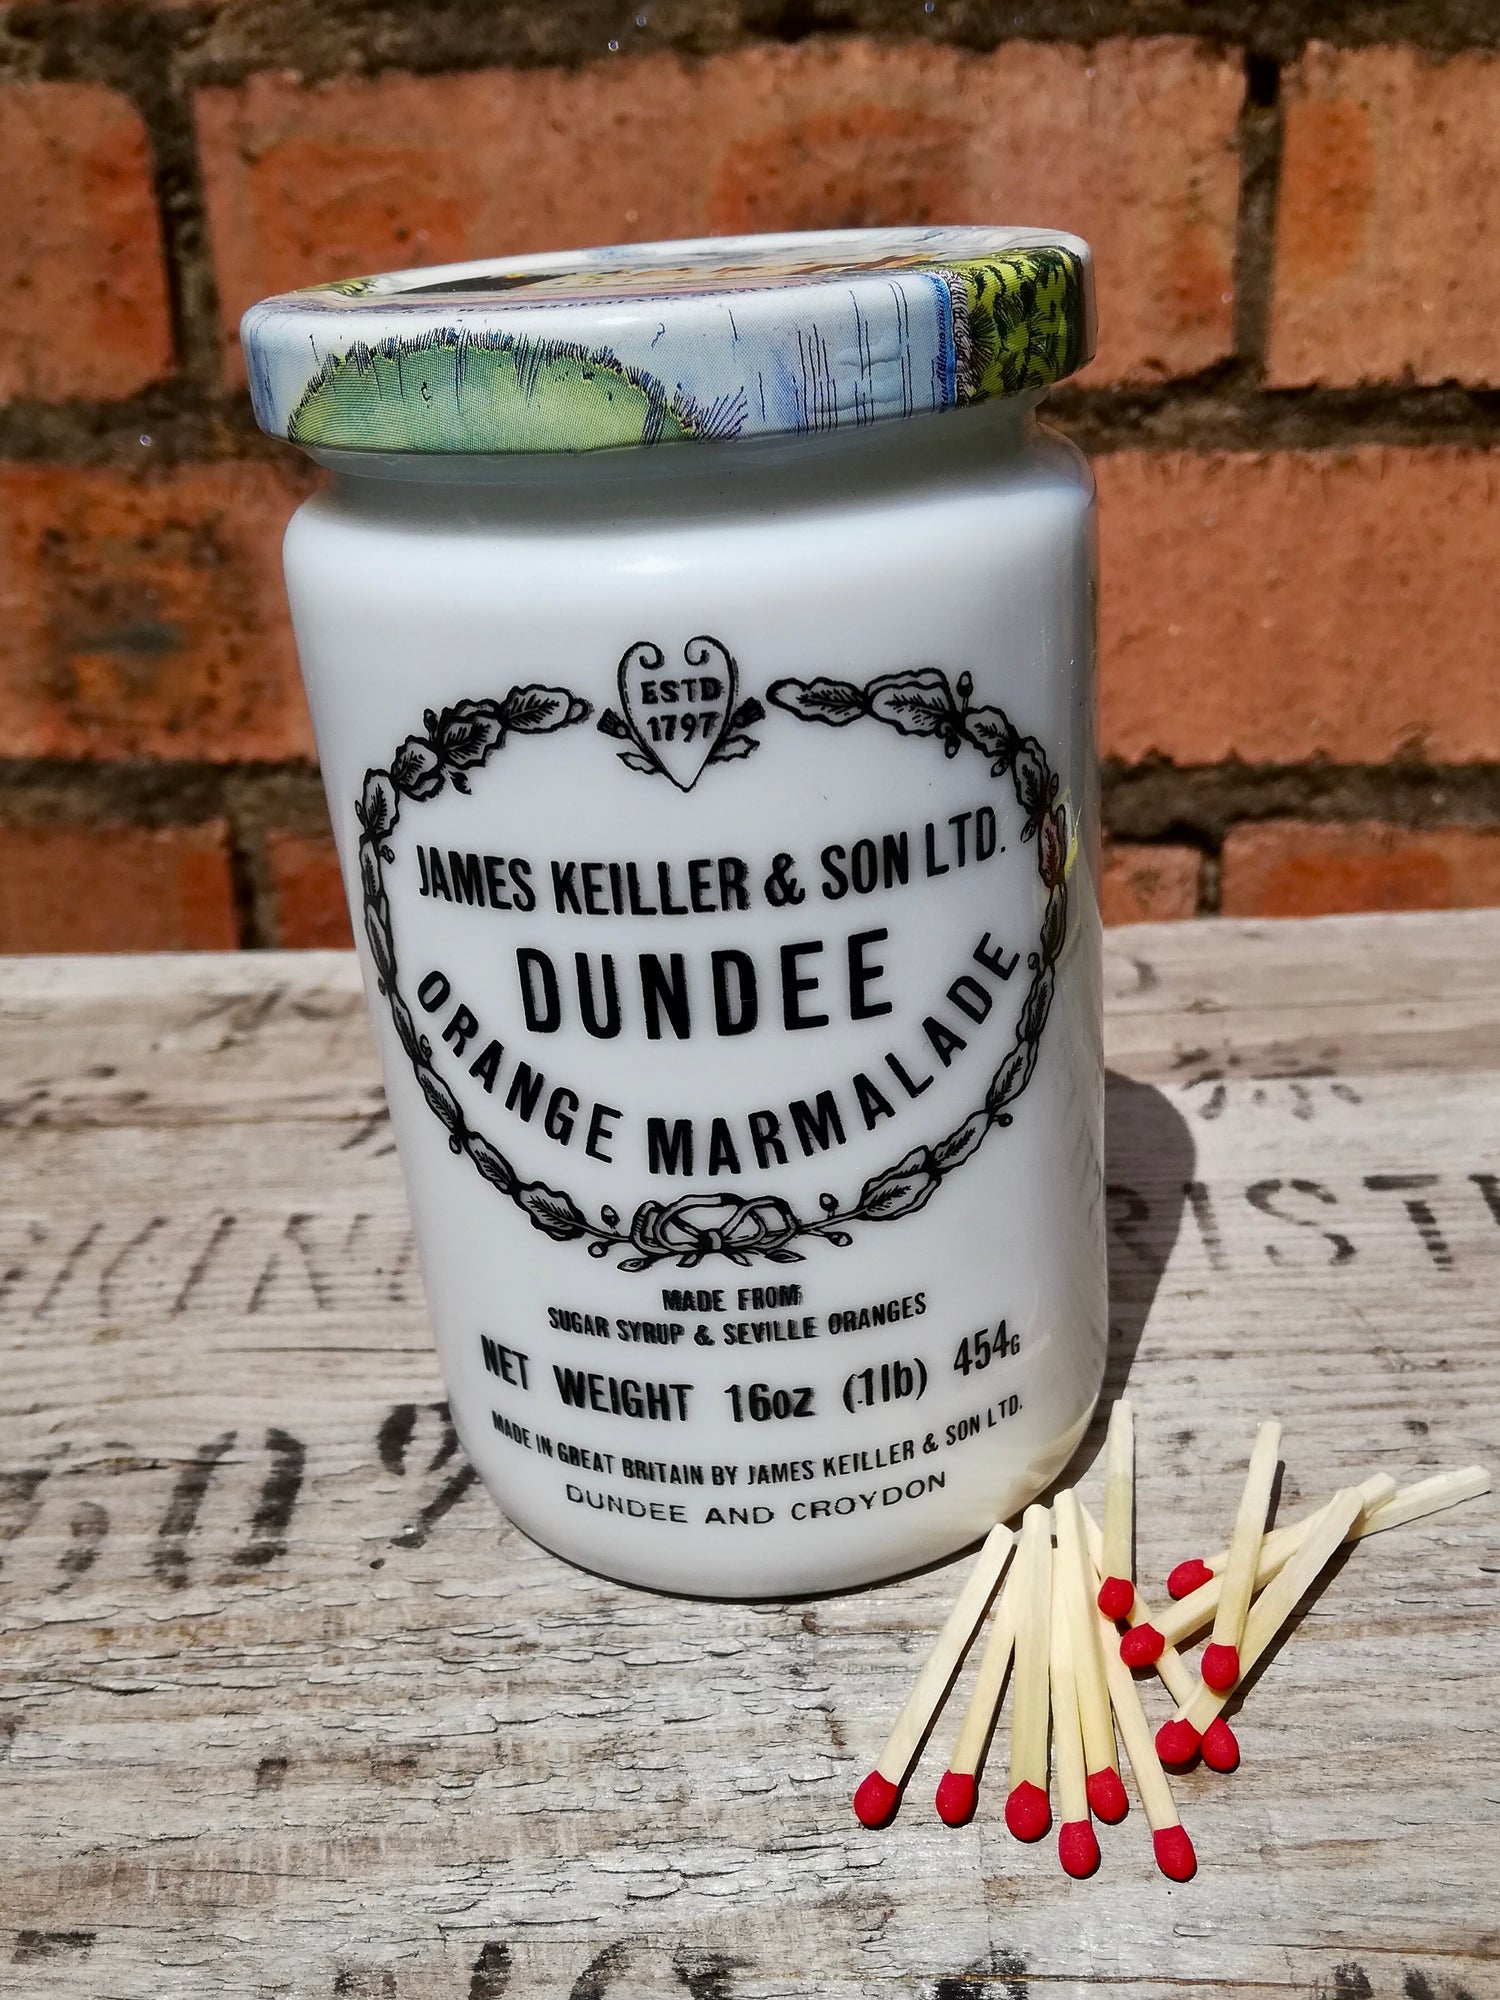 ESTD
1797
JAMES KEILLER & SON LTD.
DUNDEE
ORANGE MARMALADE
MADE FROM
SUGAR SYRUP & SEVILLE ORANGES
NET WEIGHT 16oz (1lb) 454G
MADE IN GREAT BRITAIN BY JAMES KEILLER & SON LTD.
DUNDEE AND CROYDON